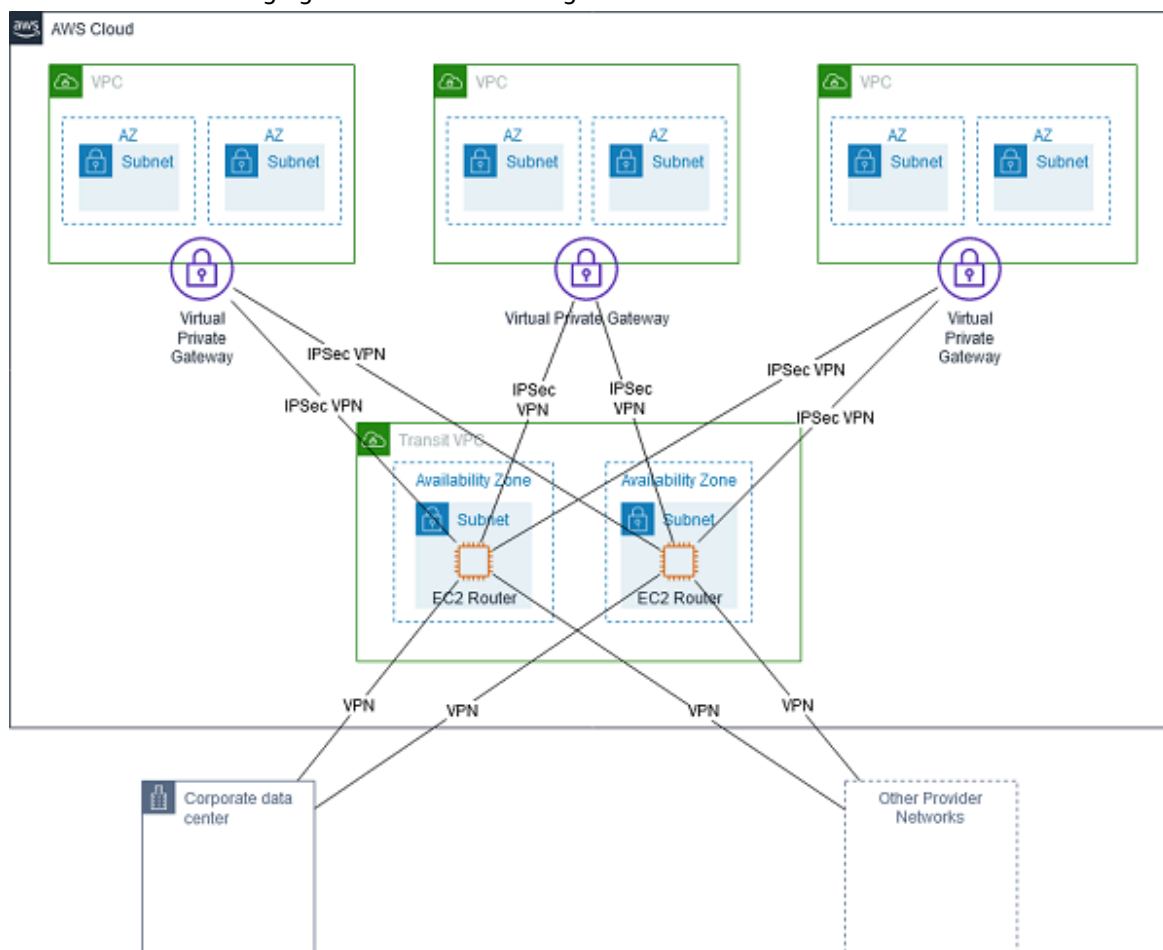 aws AWS Cloud
VPC
VPC
VPC
AZ
AZ
AZ
AZ
AZ
AZ
Subnet
Subnet
Subnet
Subnet
Subnet
Subnet
Virtual
Private
Gateway
Virtual Private Gateway
Virtual
Private
Gateway
IPSec VPN
IPSec VPN
IPSec
VPN
IPSec
VPN
IPSec VPN
IPSec VPN
Transit VPC
Availability Zone
Availability Zone
Subnet
Subnet
EC2 Router
EC2 Router
VPN
VPN
VPN
VPN
Corporate data
center
Other Provider
Networks